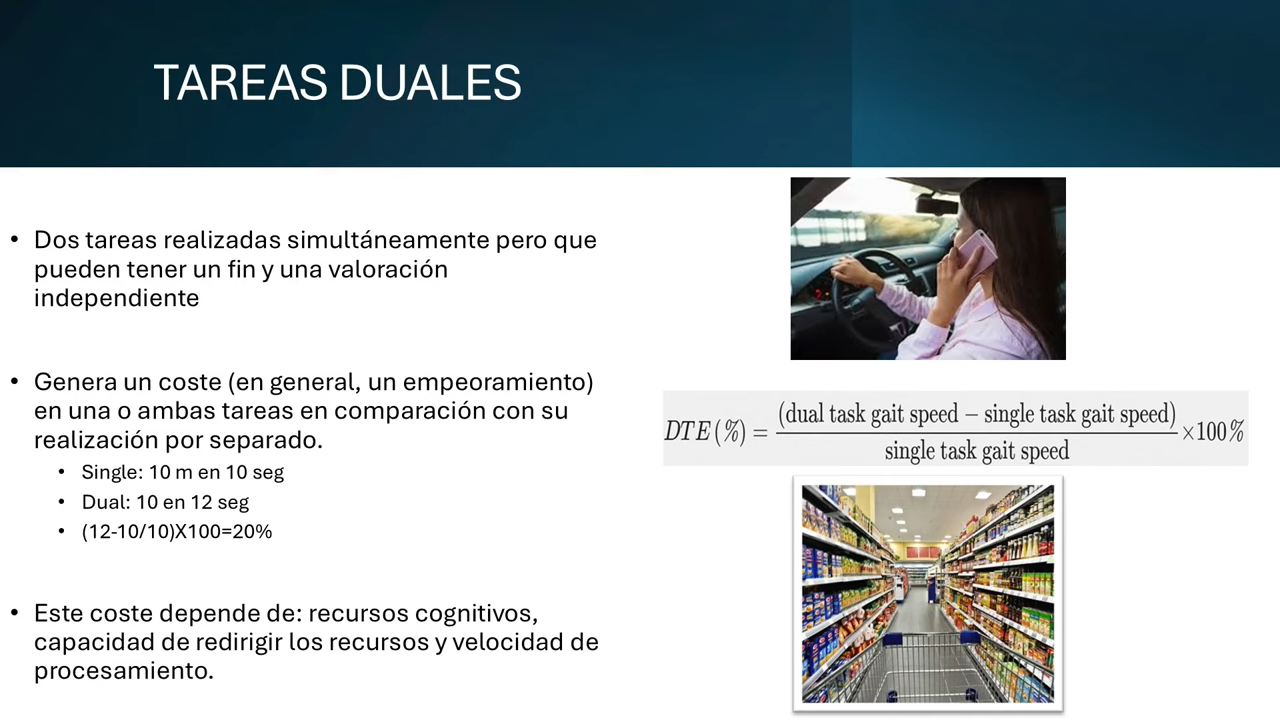 TAREAS DUALES
• Dos tareas realizadas simultáneamente pero que
pueden tener un fin y una valoración
independiente
• Genera un coste (en general, un empeoramiento)
en una o ambas tareas en comparación con su
realización por separado.
• Single: 10 m en 10 seg
• Dual: 10 en 12 seg
• (12-10/10)X100=20%
• Este coste depende de: recursos cognitivos,
capacidad de redirigir los recursos y velocidad de
procesamiento.
DTE(%) = (dual task gait speed − single task gait speed)
single task gait speed
×100%